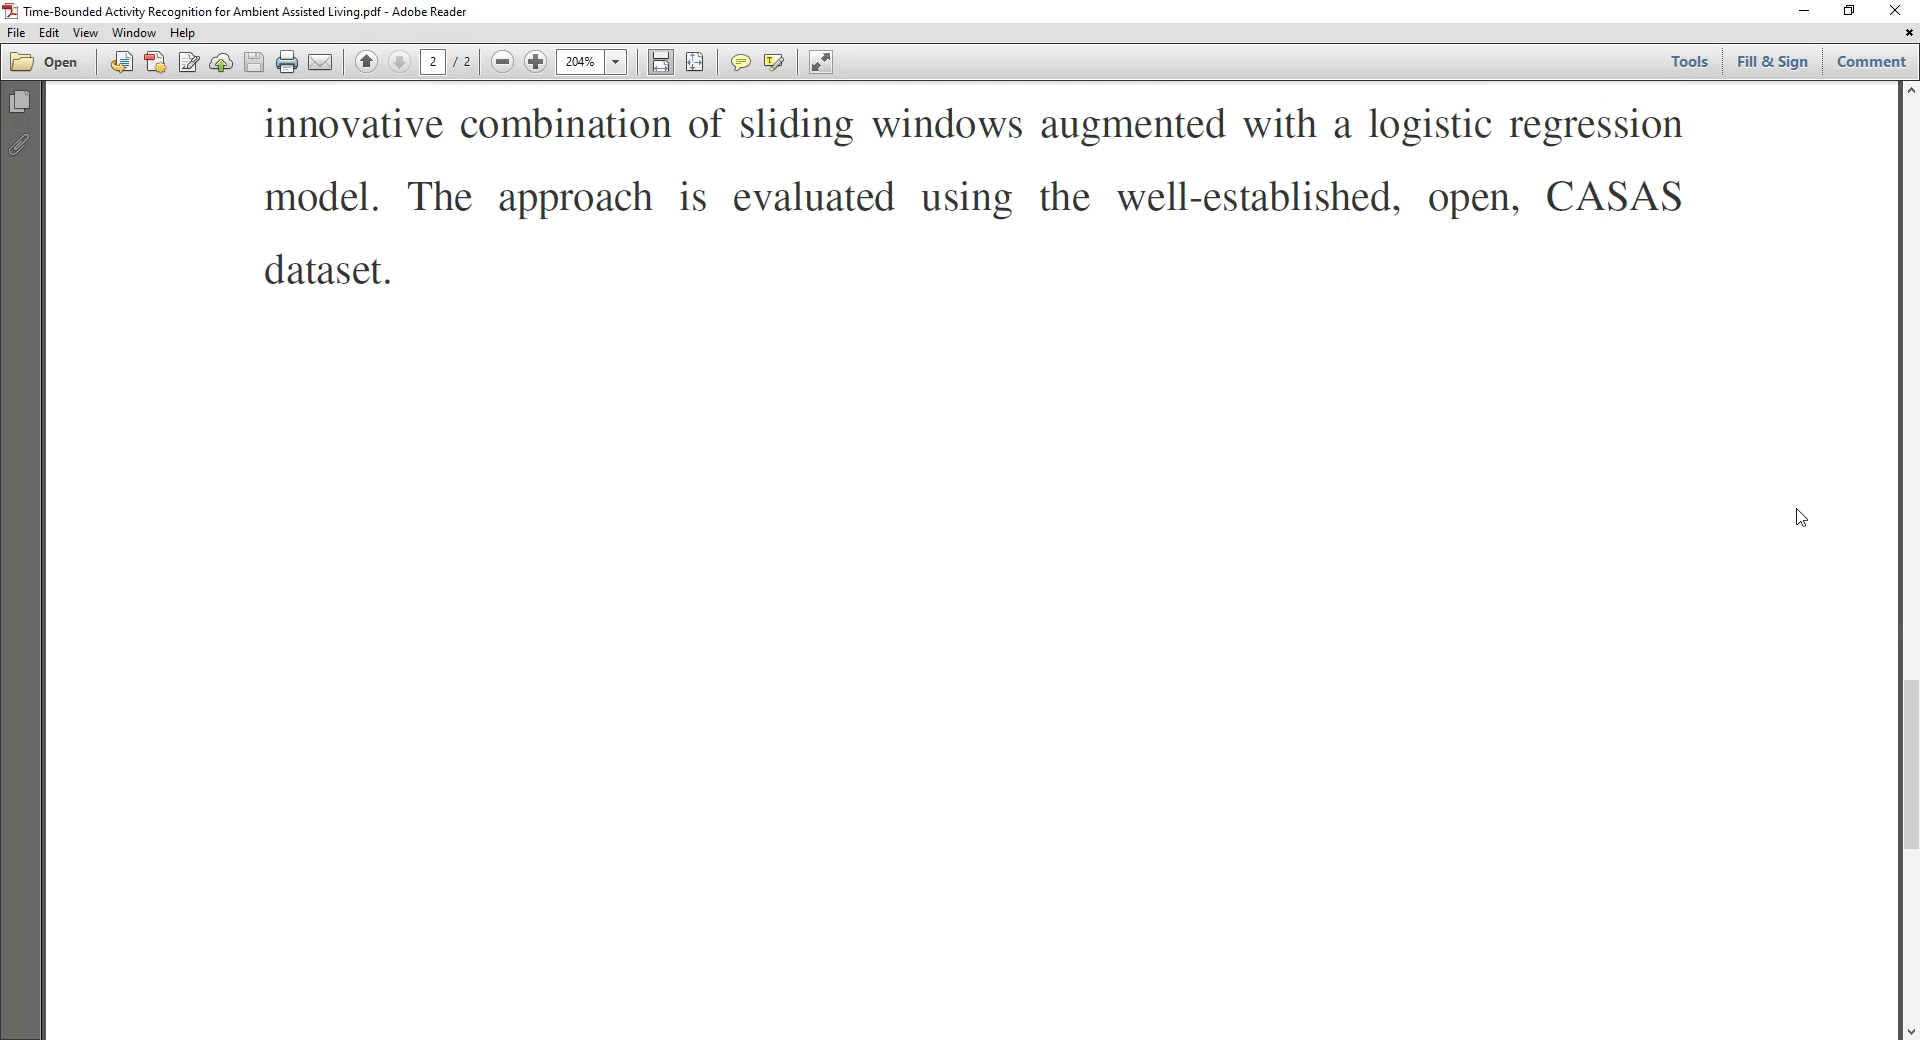 Time-Bounded Activity Recognition for Ambient Assisted Living.pdf - Adobe Reader
File Edit View Window Help
Open 2 / 2 204% Tools Fill & Sign Comment
innovative combination of sliding windows augmented with a logistic regression
model. The approach is evaluated using the well-established, open, CASAS
dataset.